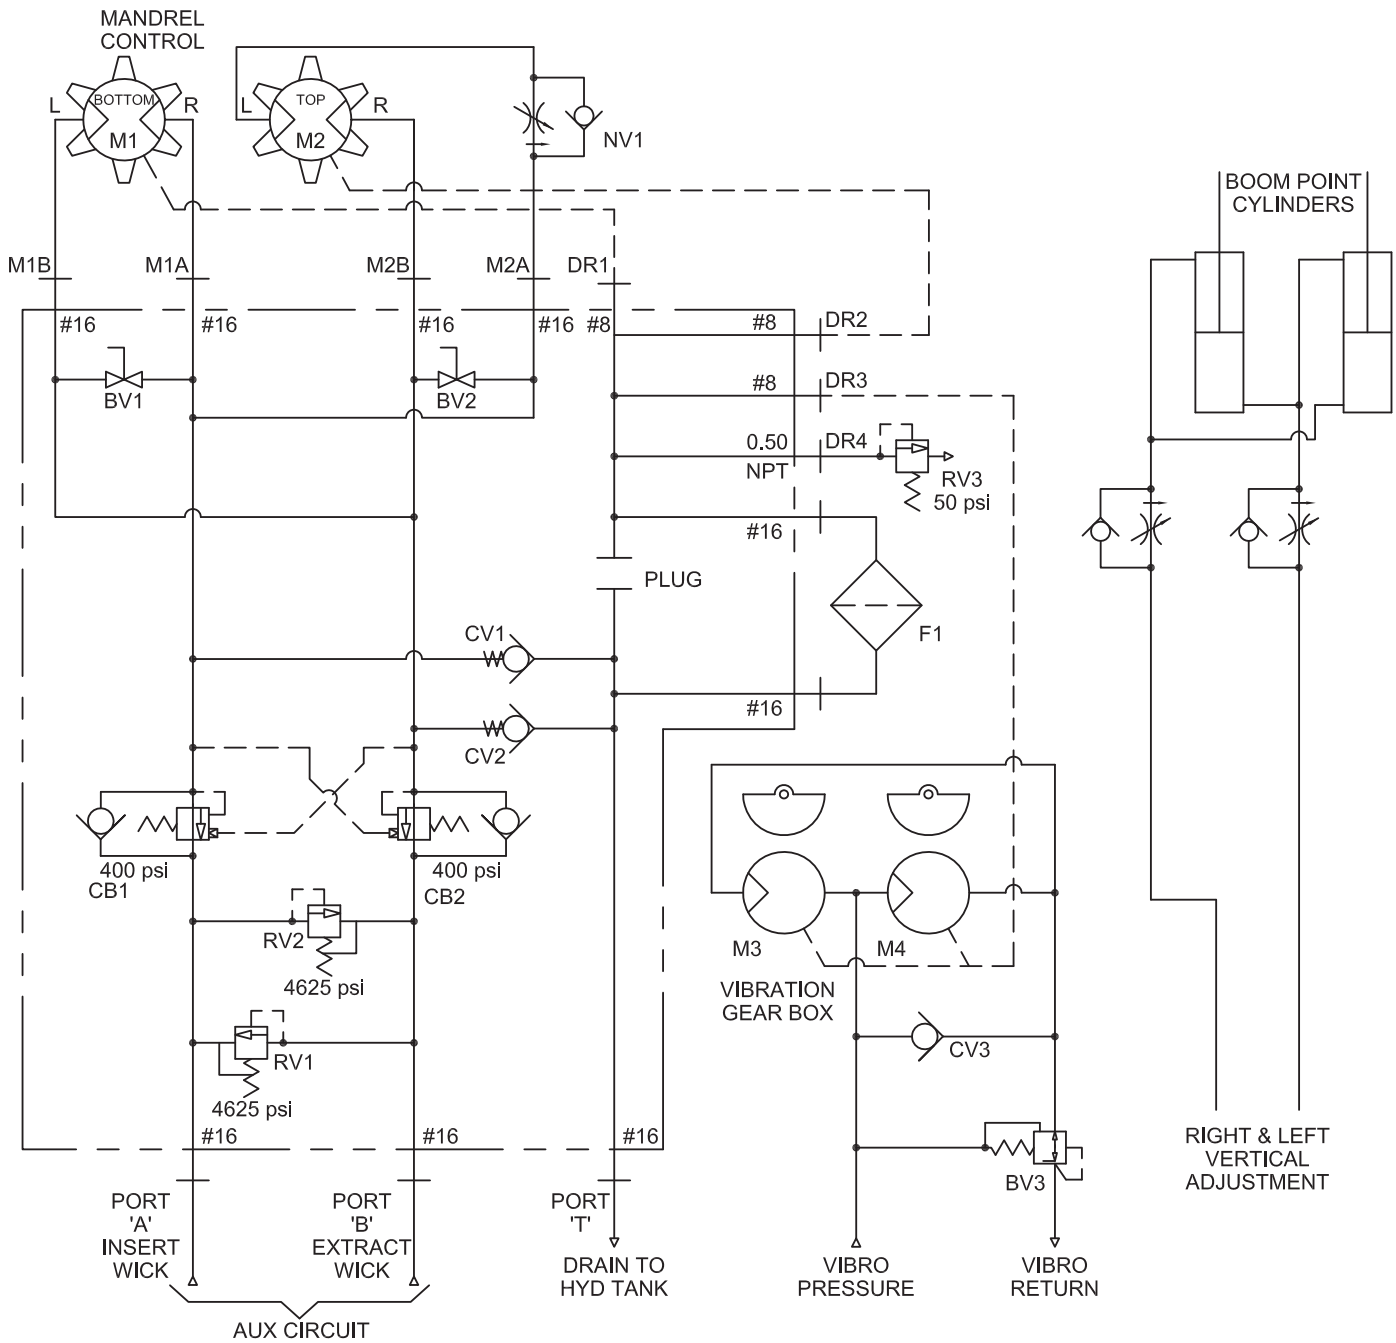 MANDREL
CONTROL
L
BOTTOM
R
M1
L
TOP
R
M2
NV1
BOOM POINT
CYLINDERS
M1B
M1A
M2B
M2A
DR1
#16
#16
#16
#16
#8
#8
DR2
BV1
BV2
#8
DR3
0.50
NPT
DR4
RV3
50 psi
#16
PLUG
F1
CV1
#16
CV2
400 psi
CB1
400 psi
CB2
RV2
4625 psi
M3
M4
VIBRATION
GEAR BOX
RV1
4625 psi
CV3
#16
#16
#16
BV3
RIGHT & LEFT
VERTICAL
ADJUSTMENT
PORT
'A'
INSERT
WICK
PORT
'B'
EXTRACT
WICK
PORT
'T'
DRAIN TO
HYD TANK
VIBRO
PRESSURE
VIBRO
RETURN
AUX CIRCUIT